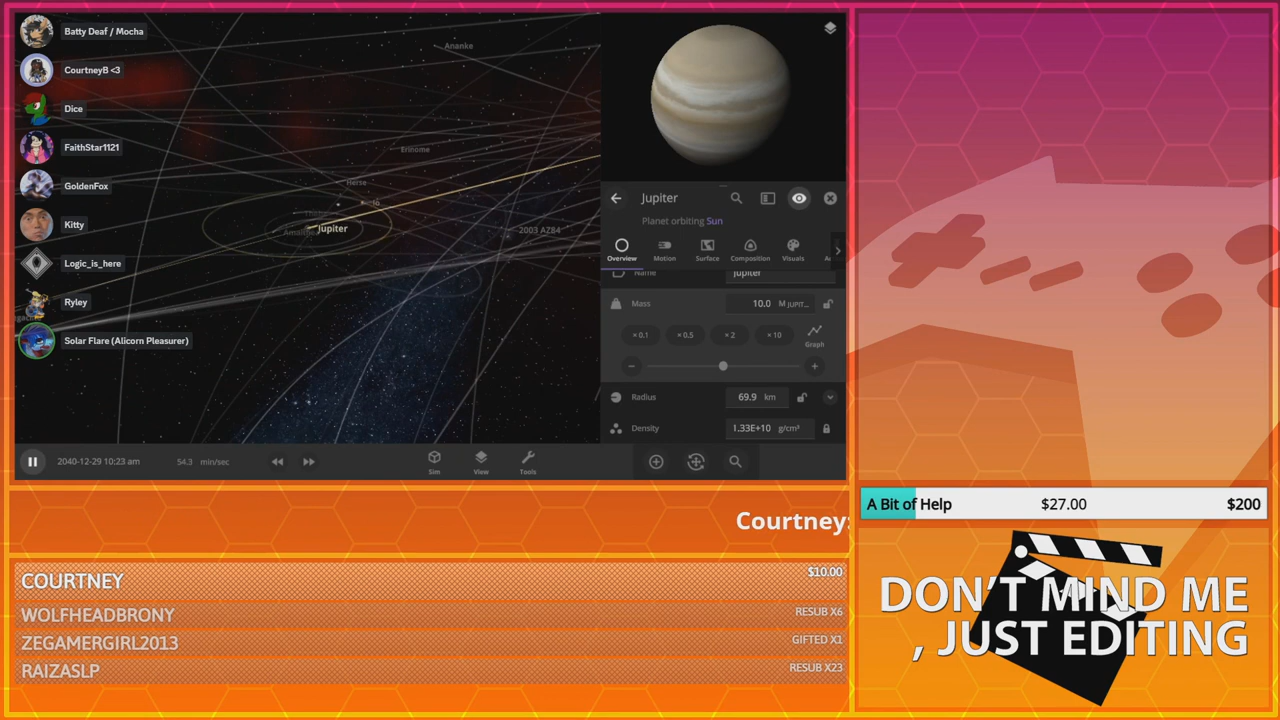 Batty Deaf / Mocha
CourtneyB <3
Dice
FaithStar1121
GoldenFox
Kitty
Logic_is_here
Ryley
Solar Flare (Alicorn Pleasurer)
Ananke
Erinome
Herse
Io
Jupiter
2003 AZ84
Jupiter
Planet orbiting Sun
Overview Motion Surface Composition Visuals
Name Jupiter
Mass 10.0 M JUPIT...
× 0.1 × 0.5 × 2 × 10 Graph
Radius 69.9 km
Density 1.33E+10 g/cm³
2040-12-29 10:23 am 54.3 min/sec
Sim View Tools
Courtney:
COURTNEY $10.00
WOLFHEADBRONY RESUB X6
ZEGAMERGIRL2013 GIFTED X1
RAIZASLP RESUB X23
A Bit of Help $27.00 $200
DON'T MIND ME
, JUST EDITING